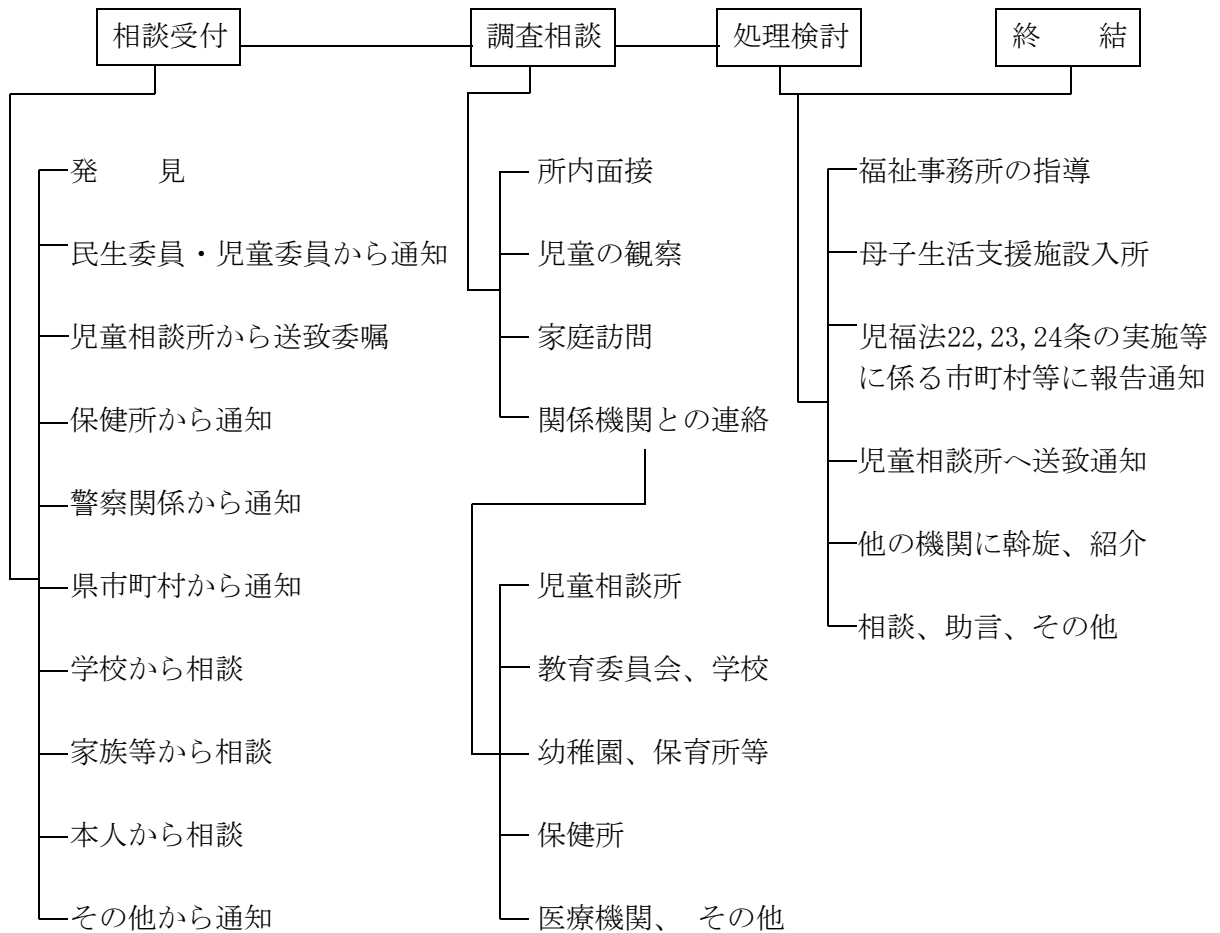 相談受付
調査相談
処理検討
終　　結
発　　見
民生委員・児童委員から通知
児童相談所から送致委嘱
保健所から通知
警察関係から通知
県市町村から通知
学校から相談
家族等から相談
本人から相談
その他から通知
所内面接
児童の観察
家庭訪問
関係機関との連絡
児童相談所
教育委員会、学校
幼稚園、保育所等
保健所
医療機関、 その他
福祉事務所の指導
母子生活支援施設入所
児福法22,23,24条の実施等
に係る市町村等に報告通知
児童相談所へ送致通知
他の機関に斡旋、紹介
相談、助言、その他